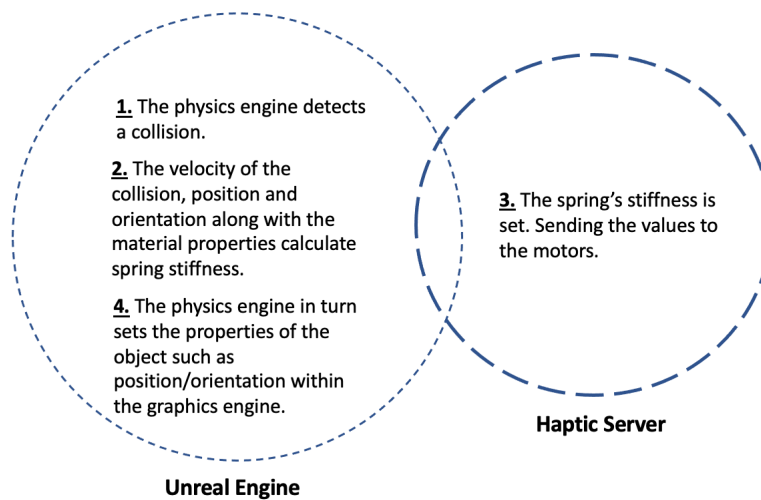 1. The physics engine detects
a collision.
2. The velocity of the
collision, position and
orientation along with the
material properties calculate
spring stiffness.
4. The physics engine in turn
sets the properties of the
object such as
position/orientation within
the graphics engine.
Unreal Engine
3. The spring’s stiffness is
set. Sending the values to
the motors.
Haptic Server